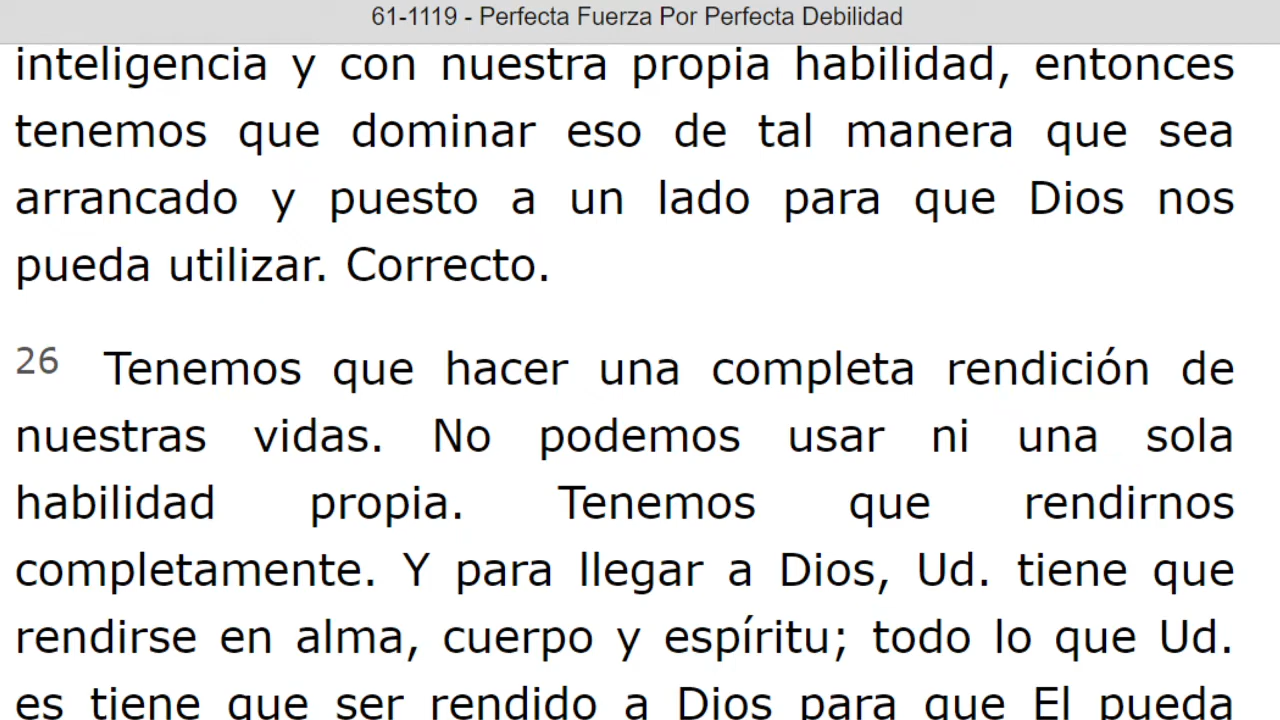 61-1119 - Perfecta Fuerza Por Perfecta Debilidad
inteligencia y con nuestra propia habilidad, entonces
tenemos que dominar eso de tal manera que sea
arrancado y puesto a un lado para que Dios nos
pueda utilizar. Correcto.
26 Tenemos que hacer una completa rendición de
nuestras vidas. No podemos usar ni una sola
habilidad propia. Tenemos que rendirnos
completamente. Y para llegar a Dios, Ud. tiene que
rendirse en alma, cuerpo y espíritu; todo lo que Ud.
es tiene que ser rendido a Dios para que El pueda